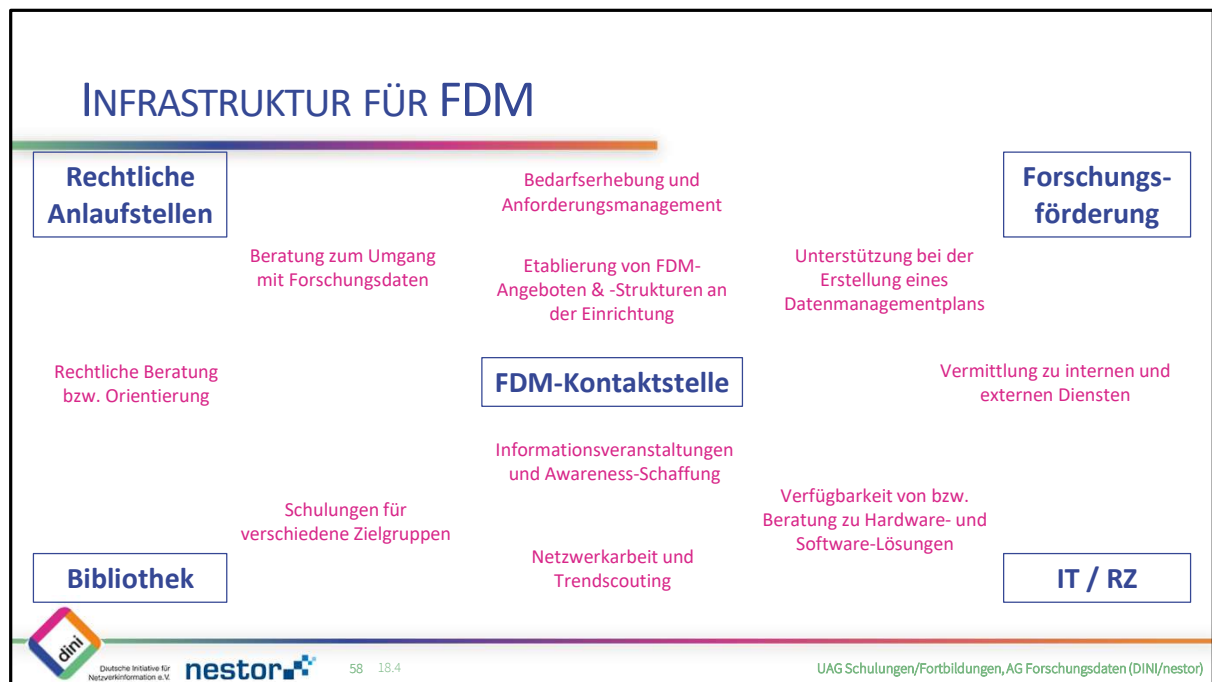 INFRASTRUKTUR FÜR FDM
Rechtliche
Anlaufstellen
Bedarfserhebung und
Anforderungsmanagement
Forschungs-
förderung
Beratung zum Umgang
mit Forschungsdaten
Etablierung von FDM-
Angeboten & -Strukturen an
der Einrichtung
Unterstützung bei der
Erstellung eines
Datenmanagementplans
Rechtliche Beratung
bzw. Orientierung
FDM-Kontaktstelle
Vermittlung zu internen und
externen Diensten
Informationsveranstaltungen
und Awareness-Schaffung
Schulungen für
verschiedene Zielgruppen
Verfügbarkeit von bzw.
Beratung zu Hardware- und
Software-Lösungen
Netzwerkarbeit und
Trendscouting
Bibliothek
IT / RZ
dini
Deutsche Initiative für
Netzwerkinformation e.V.
nestor
58 18.4
UAG Schulungen/Fortbildungen, AG Forschungsdaten (DINI/nestor)